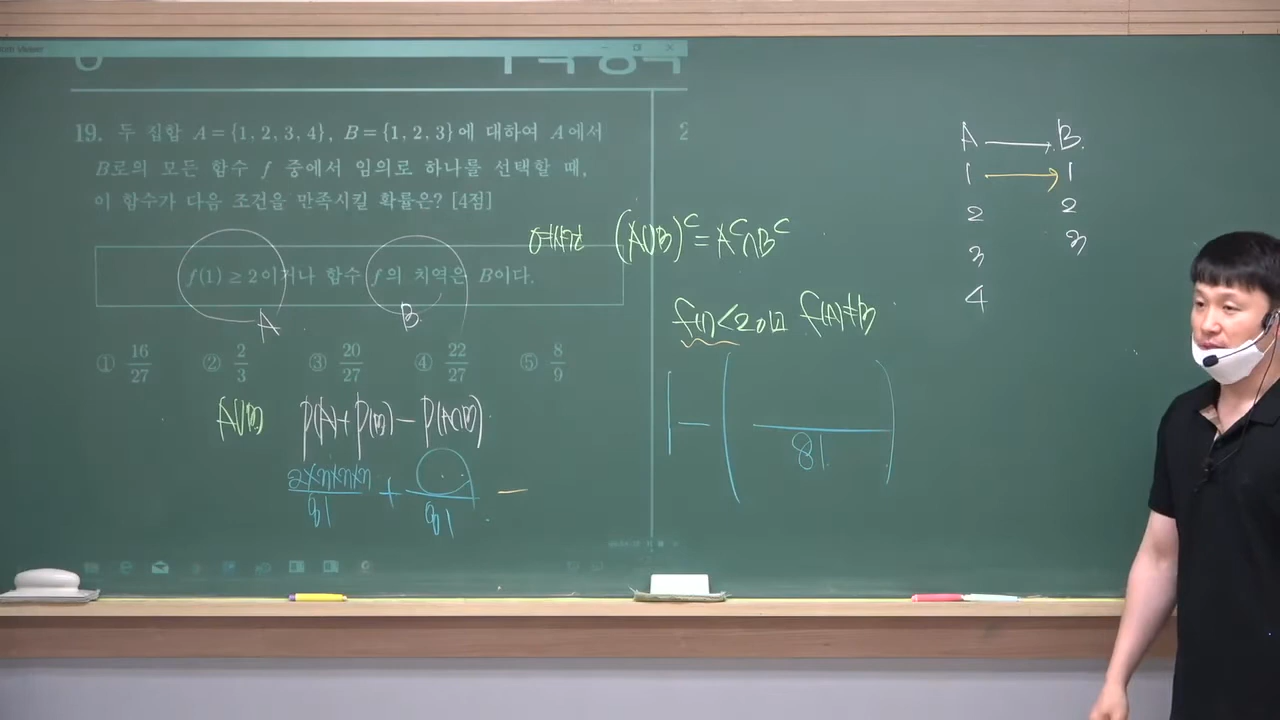 19. 두 집합 A={1, 2, 3, 4}, B={1, 2, 3}에 대하여 A에서
B로의 모든 함수 f 중에서 임의로 하나를 선택할 때,
이 함수가 다음 조건을 만족시킬 확률은? [4점]
f(1) ≥ 2이거나 함수 f의 치역은 B이다.
A
B
① 16/27 ② 2/3 ③ 20/27 ④ 22/27 ⑤ 8/9
A∪B P(A)+P(B)-P(A∩B)
81 + 81 -
2
여사건 (A∪B)^C = A^C∩B^C
f(1)<2이고 f(A)≠B
1-( 81 )
A → B
1 → 1
2 2
3 3
4